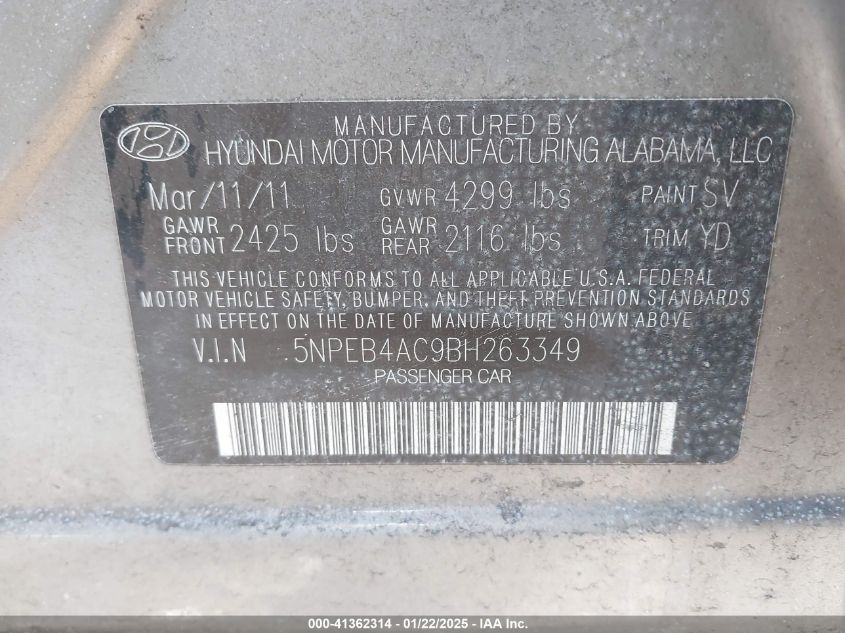 MANUFACTURED BY
HYUNDAI MOTOR MANUFACTURING ALABAMA, LLC
Mar/11/11 GVWR 4299 lbs PAINT SV
GAWR FRONT 2425 lbs GAWR REAR 2116 lbs TRIM YD
THIS VEHICLE CONFORMS TO ALL APPLICABLE U.S.A. FEDERAL
MOTOR VEHICLE SAFETY, BUMPER, AND THEFT PREVENTION STANDARDS
IN EFFECT ON THE DATE OF MANUFACTURE SHOWN ABOVE.
V.I.N 5NPEB4AC9BH263349
PASSENGER CAR
000-41362314 - 01/22/2025 - IAA Inc.